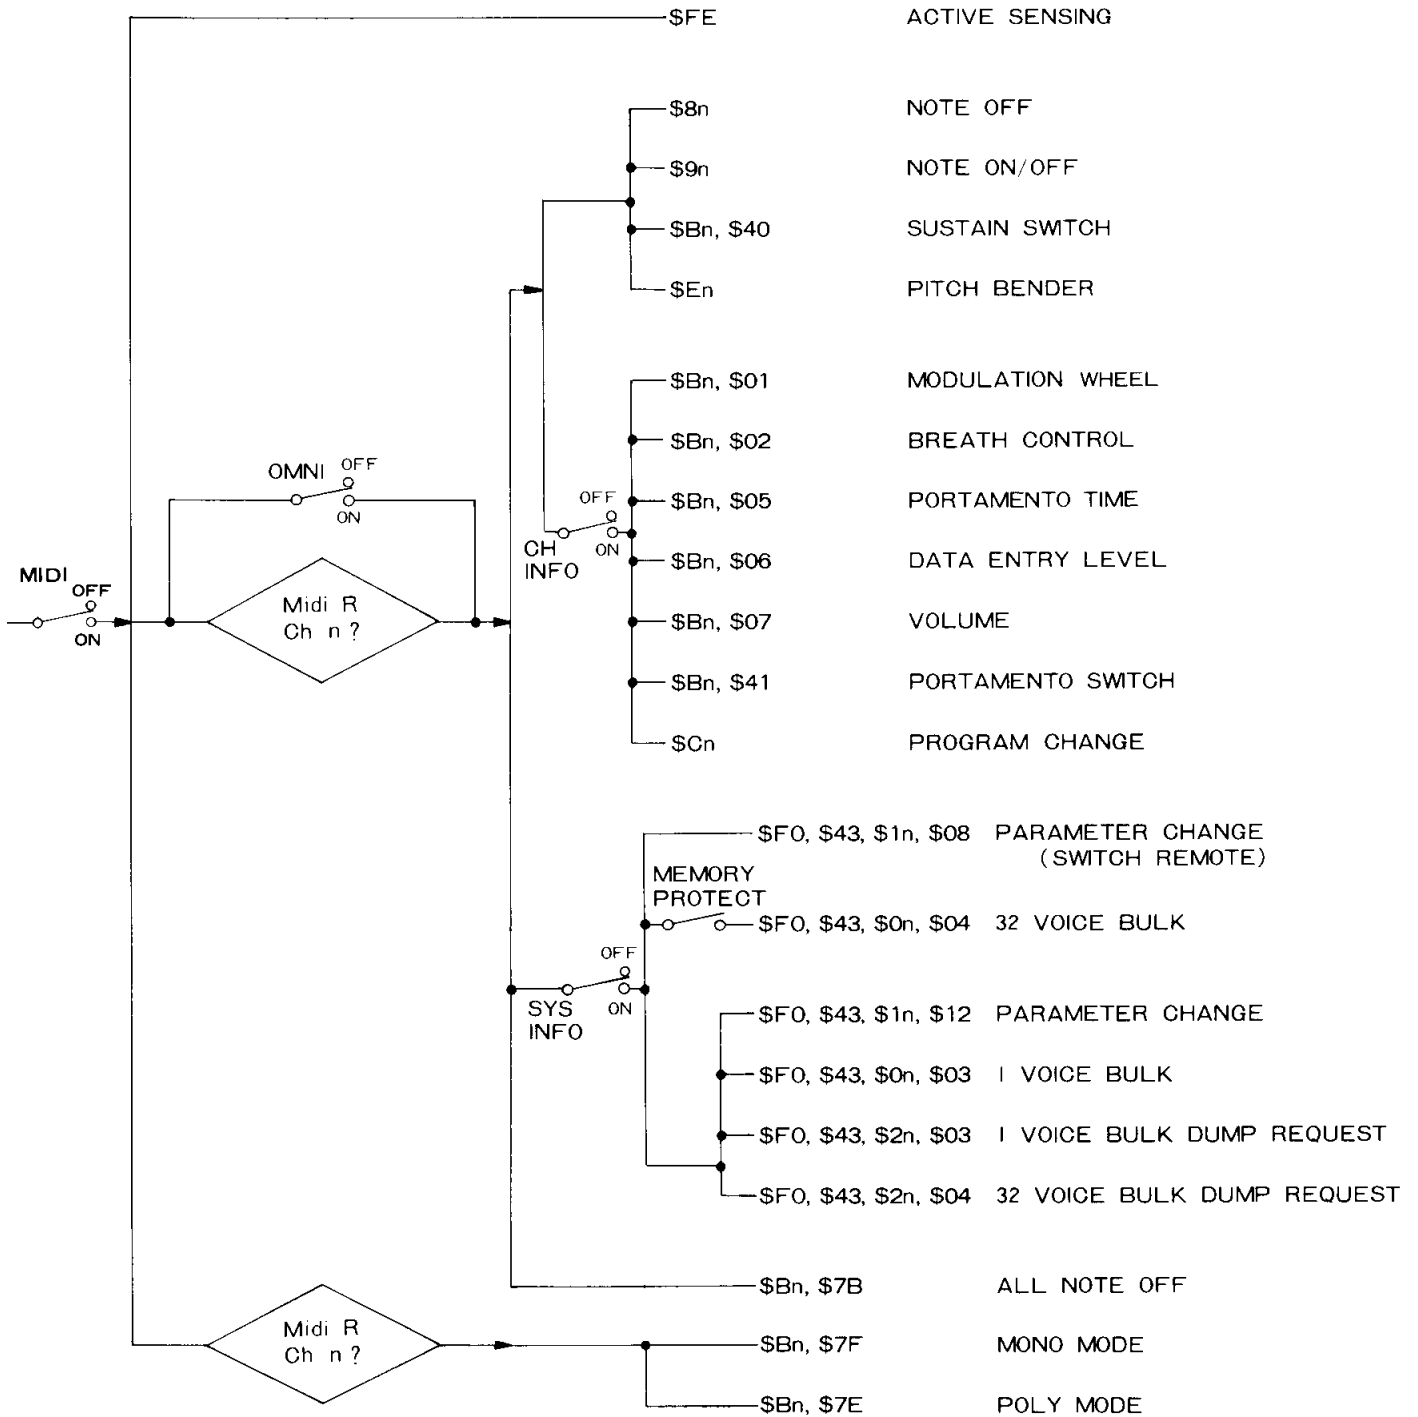 $FE ACTIVE SENSING
$8n NOTE OFF
$9n NOTE ON/OFF
$Bn, $40 SUSTAIN SWITCH
$En PITCH BENDER
$Bn, $01 MODULATION WHEEL
$Bn, $02 BREATH CONTROL
OMNI OFF
ON
OFF
$Bn, $05 PORTAMENTO TIME
CH ON
INFO
$Bn, $06 DATA ENTRY LEVEL
MIDI OFF
ON
Midi R
Ch n ?
$Bn, $07 VOLUME
$Bn, $41 PORTAMENTO SWITCH
$Cn PROGRAM CHANGE
$F0, $43, $1n, $08 PARAMETER CHANGE
(SWITCH REMOTE)
MEMORY
PROTECT
$F0, $43, $0n, $04 32 VOICE BULK
OFF
SYS ON
INFO
$F0, $43, $1n, $12 PARAMETER CHANGE
$F0, $43, $0n, $03 1 VOICE BULK
$F0, $43, $2n, $03 1 VOICE BULK DUMP REQUEST
$F0, $43, $2n, $04 32 VOICE BULK DUMP REQUEST
$Bn, $7B ALL NOTE OFF
Midi R
Ch n ?
$Bn, $7F MONO MODE
$Bn, $7E POLY MODE